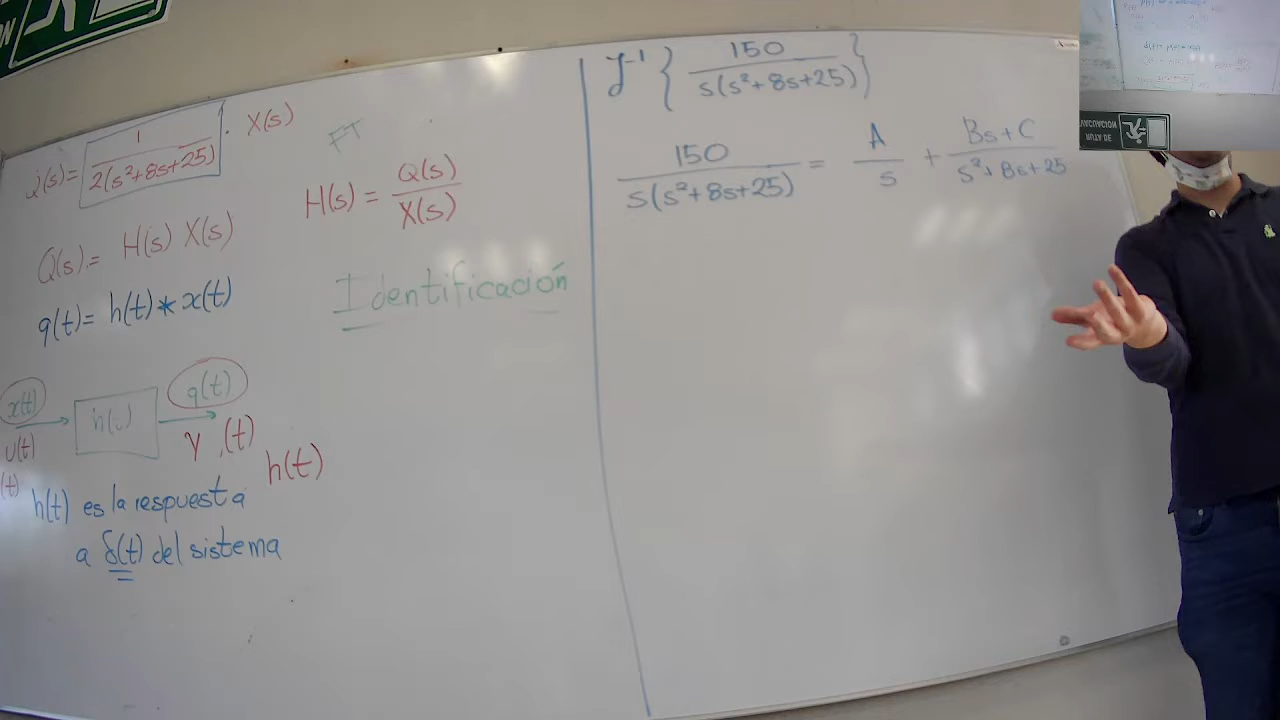 Q(s)= 1/(2(s²+8s+25)) · X(s)
Q(s)= H(s) X(s)
q(t)= h(t)*x(t)
x(t)
h(t)
q(t)
U(t)
Y (t)
(t)
h(t)
h(t) es la respuesta
a δ(t) del sistema
FT
H(s) = Q(s)/X(s)
Identificación
ℒ⁻¹ { 150/(s(s²+8s+25)) }
150/(s(s²+8s+25)) = A/s + (Bs+C)/(s²+8s+25)